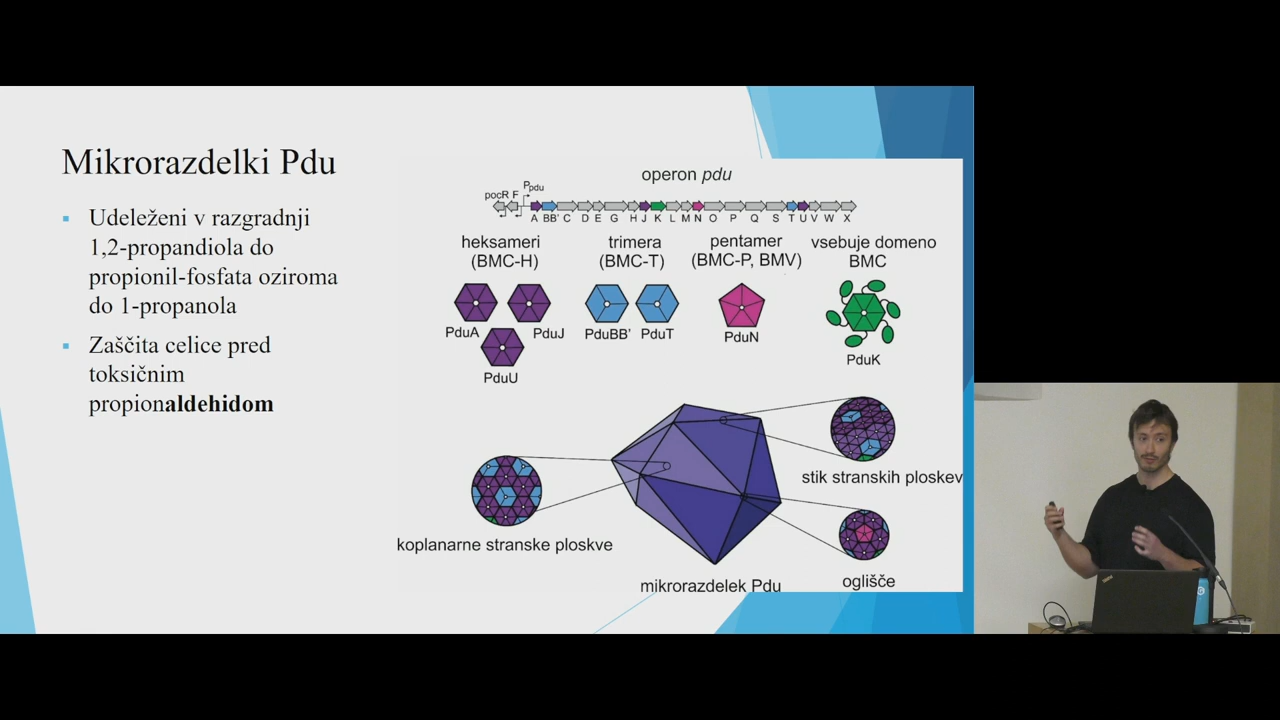 Mikrorazdelki Pdu
Udeleženi v razgradnji
1,2-propandiola do
propionil-fosfata oziroma
do 1-propanola
Zaščita celice pred
toksičnim
propionaldehidom
operon pdu
Ppdu
pocR F
A BB' C D E G H J K L M N O P Q S T U V W X
heksameri
(BMC-H)
trimera
(BMC-T)
pentamer
(BMC-P, BMV)
vsebuje domeno
BMC
PduA
PduJ
PduU
PduBB'
PduT
PduN
PduK
stik stranskih ploskev
koplanarne stranske ploskve
mikrorazdelek Pdu
oglišče